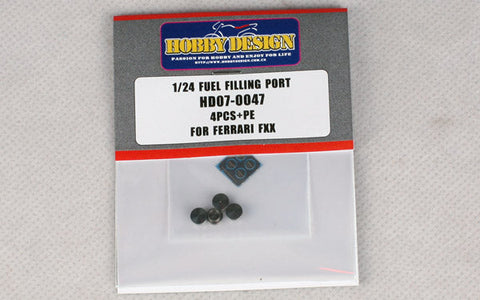 HOBBY DESIGN
PASSION FOR HOBBY AND ENJOY FOR LIFE
1/24 FUEL FILLING PORT
HD07-0047
4PCS+PE
FOR FERRARI FXX